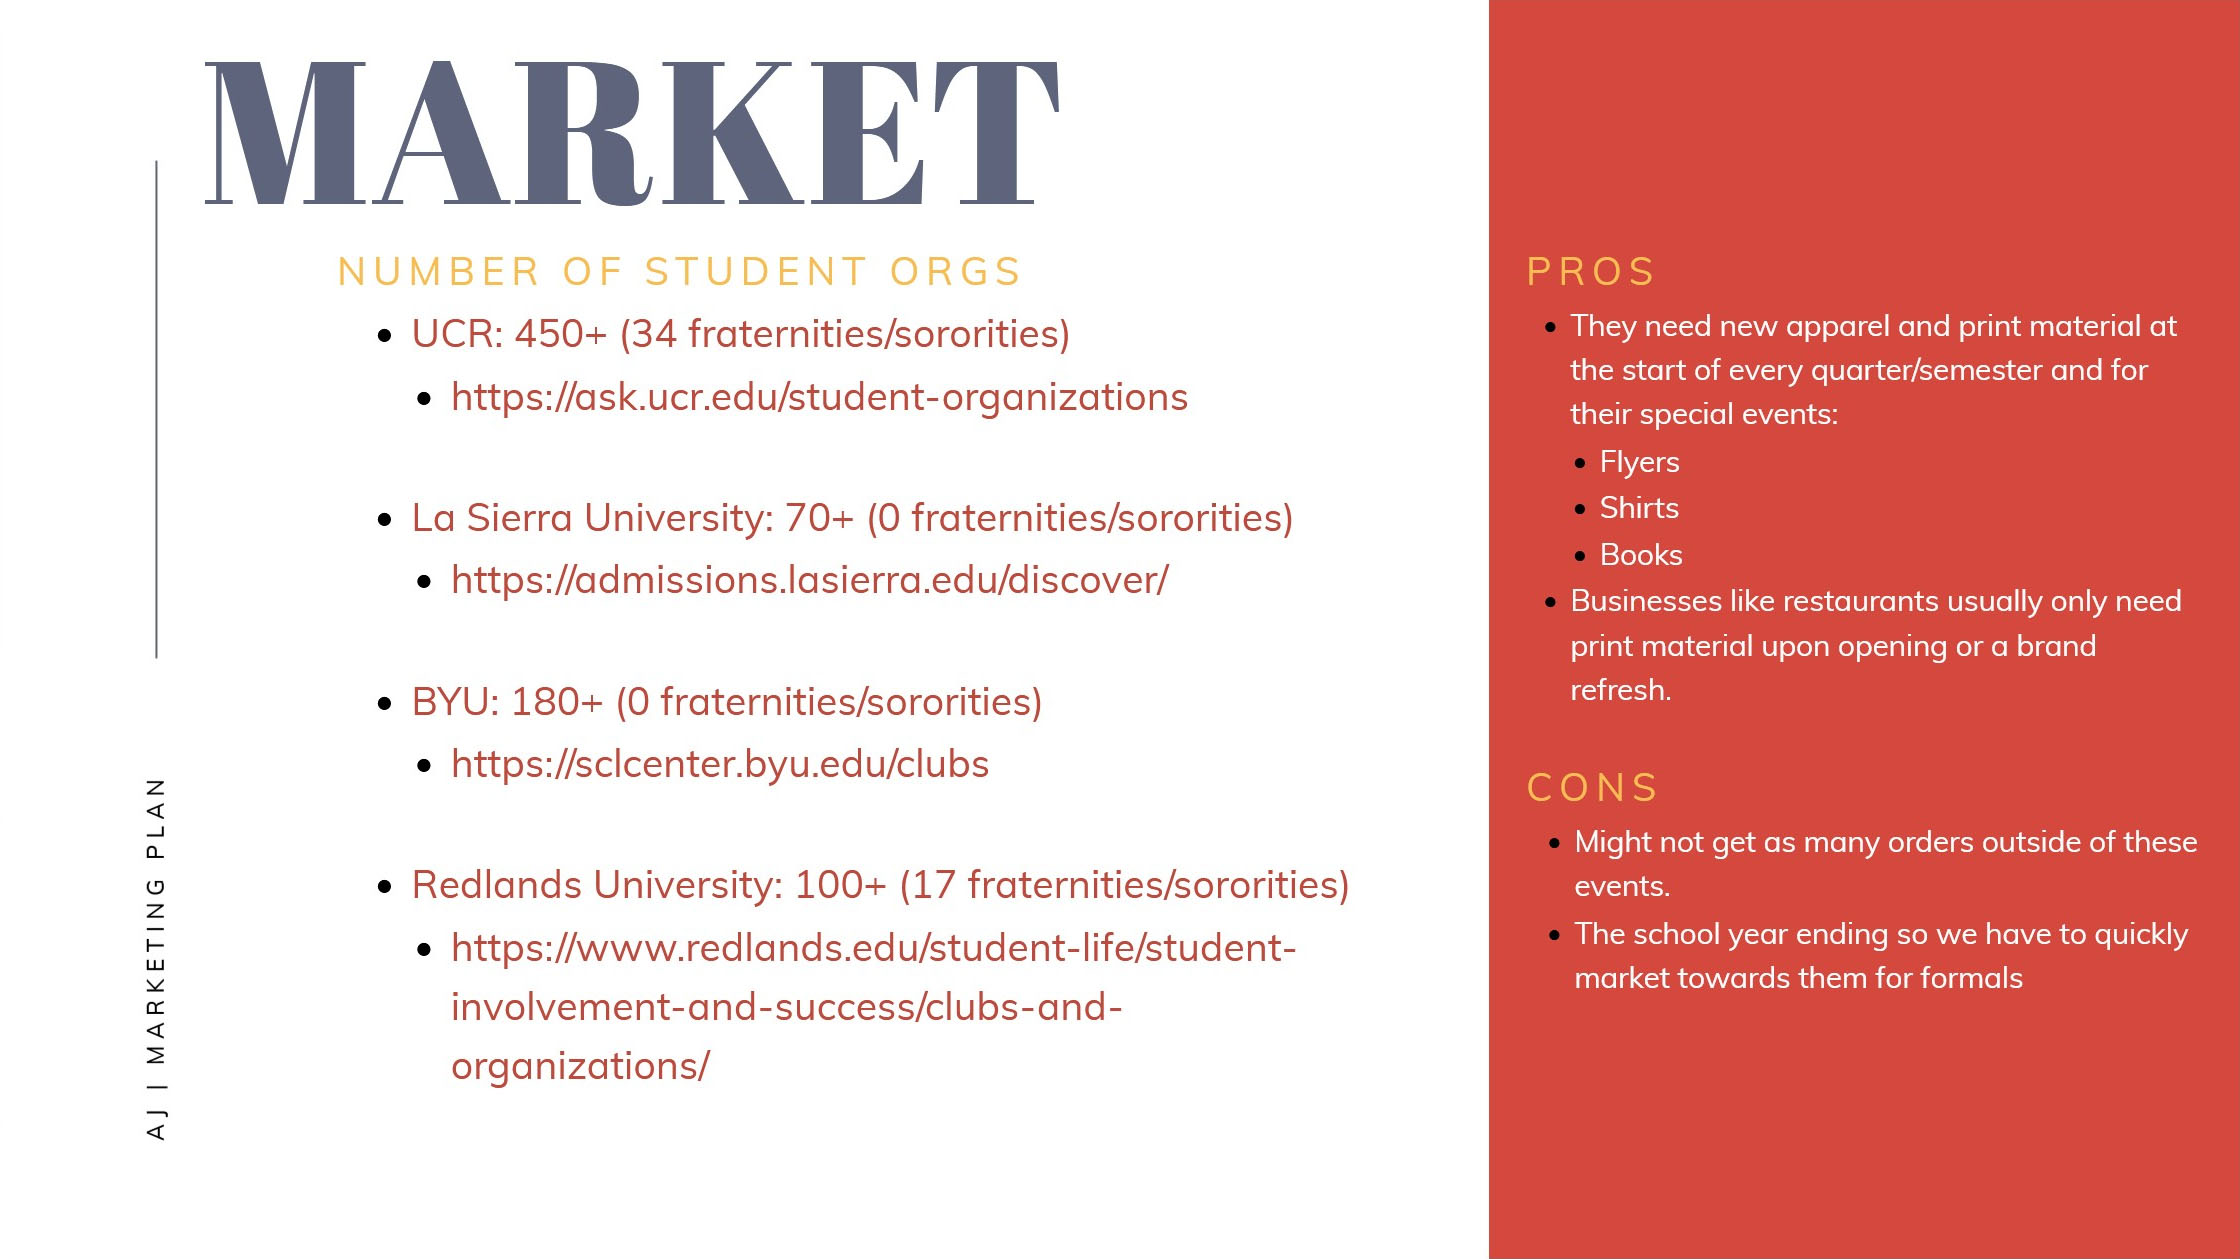 MARKET
NUMBER OF STUDENT ORGS
UCR: 450+ (34 fraternities/sororities)
https://ask.ucr.edu/student-organizations
La Sierra University: 70+ (0 fraternities/sororities)
https://admissions.lasierra.edu/discover/
BYU: 180+ (0 fraternities/sororities)
https://sclcenter.byu.edu/clubs
Redlands University: 100+ (17 fraternities/sororities)
https://www.redlands.edu/student-life/student-
involvement-and-success/clubs-and-
organizations/
PROS
They need new apparel and print material at
the start of every quarter/semester and for
their special events:
Flyers
Shirts
Books
Businesses like restaurants usually only need
print material upon opening or a brand
refresh.
CONS
Might not get as many orders outside of these
events.
The school year ending so we have to quickly
market towards them for formals
AJ | MARKETING PLAN